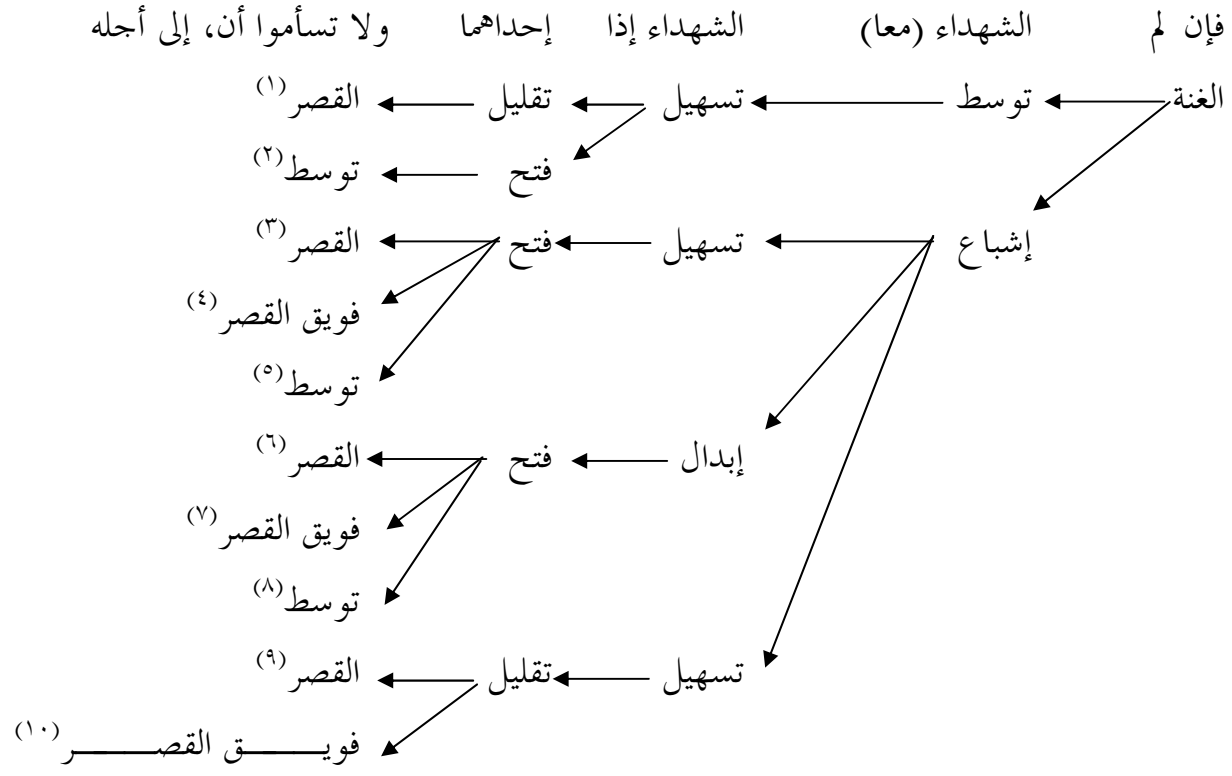 فإن لم الشهداء (معا) الشهداء إذا إحداهما ولا تسأموا أن، إلى أجله
الغنة توسط تسهيل تقليل القصر(١)
فتح توسط(٢)
إشباع تسهيل فتح القصر(٣)
فويق القصر(٤)
توسط(٥)
إبدال فتح القصر(٦)
فويق القصر(٧)
توسط(٨)
تسهيل تقليل القصر(٩)
فويــــــق القصـــــــــر(١٠)